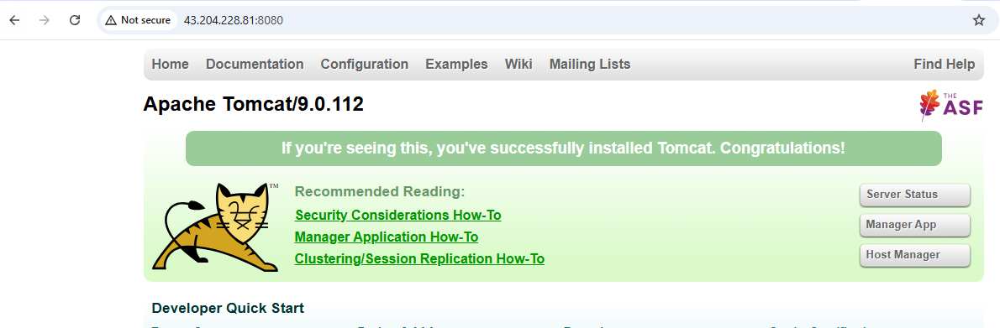 Not secure 43.204.228.81:8080
Home Documentation Configuration Examples Wiki Mailing Lists Find Help
Apache Tomcat/9.0.112
THE
ASF
If you're seeing this, you've successfully installed Tomcat. Congratulations!
TM
Recommended Reading:
Security Considerations How-To
Manager Application How-To
Clustering/Session Replication How-To
Server Status
Manager App
Host Manager
Developer Quick Start